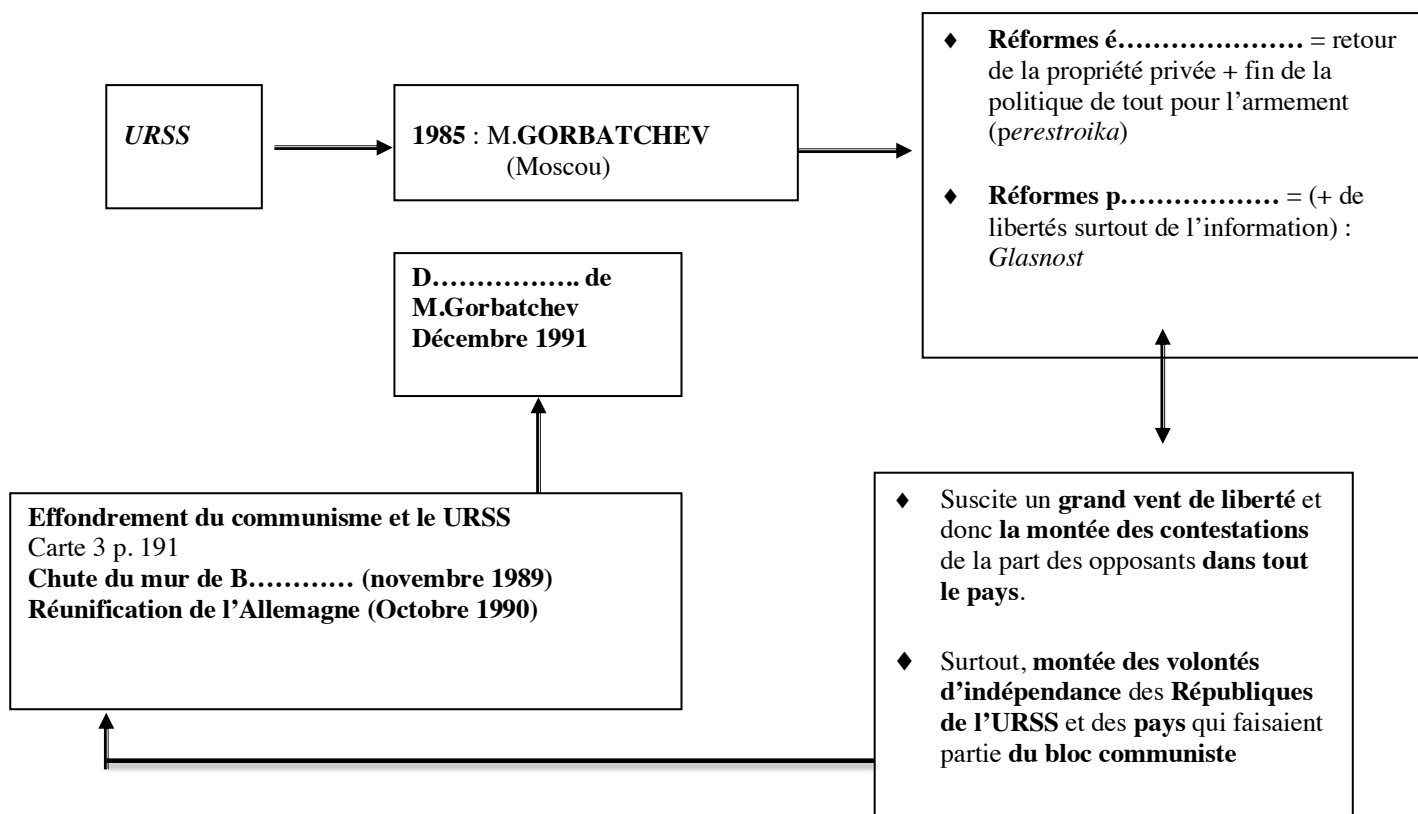 URSS
1985 : M.GORBATCHEV
(Moscou)
♦ Réformes é………………… = retour
de la propriété privée + fin de la
politique de tout pour l’armement
(perestroika)
♦ Réformes p……………… = (+ de
libertés surtout de l’information) :
Glasnost
D…………….. de
M.Gorbatchev
Décembre 1991
Effondrement du communisme et le URSS
Carte 3 p. 191
Chute du mur de B………… (novembre 1989)
Réunification de l’Allemagne (Octobre 1990)
♦ Suscite un grand vent de liberté et
donc la montée des contestations
de la part des opposants dans tout
le pays.
♦ Surtout, montée des volontés
d’indépendance des Républiques
de l’URSS et des pays qui faisaient
partie du bloc communiste